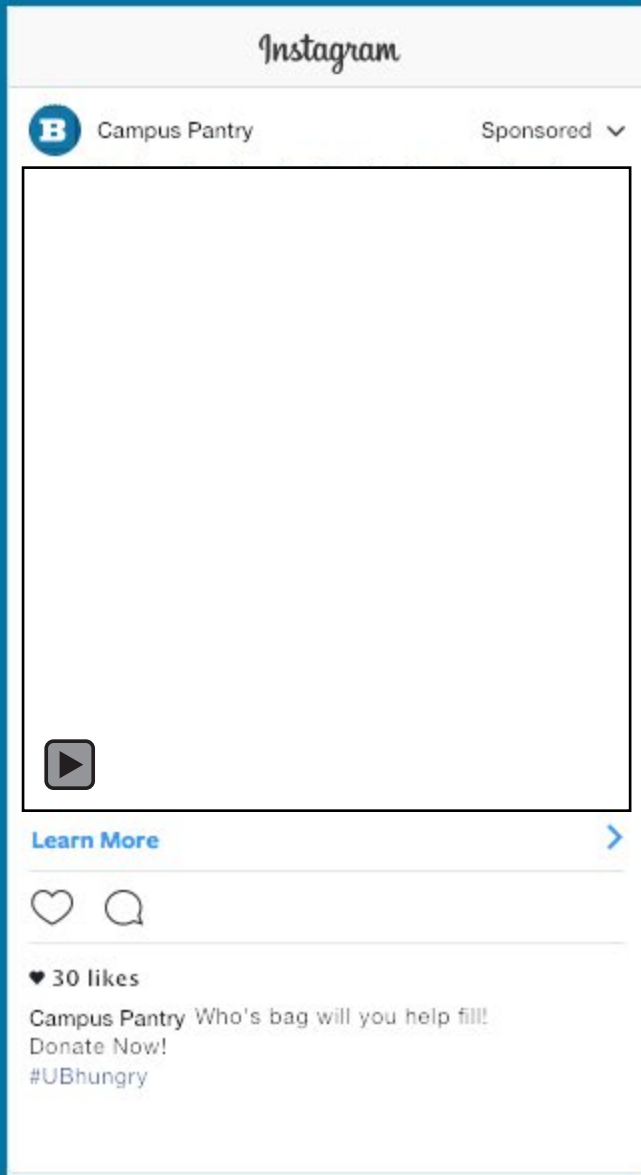 Instagram
B Campus Pantry Sponsored
Learn More
30 likes
Campus Pantry Who's bag will you help fill!
Donate Now!
#UBhungry